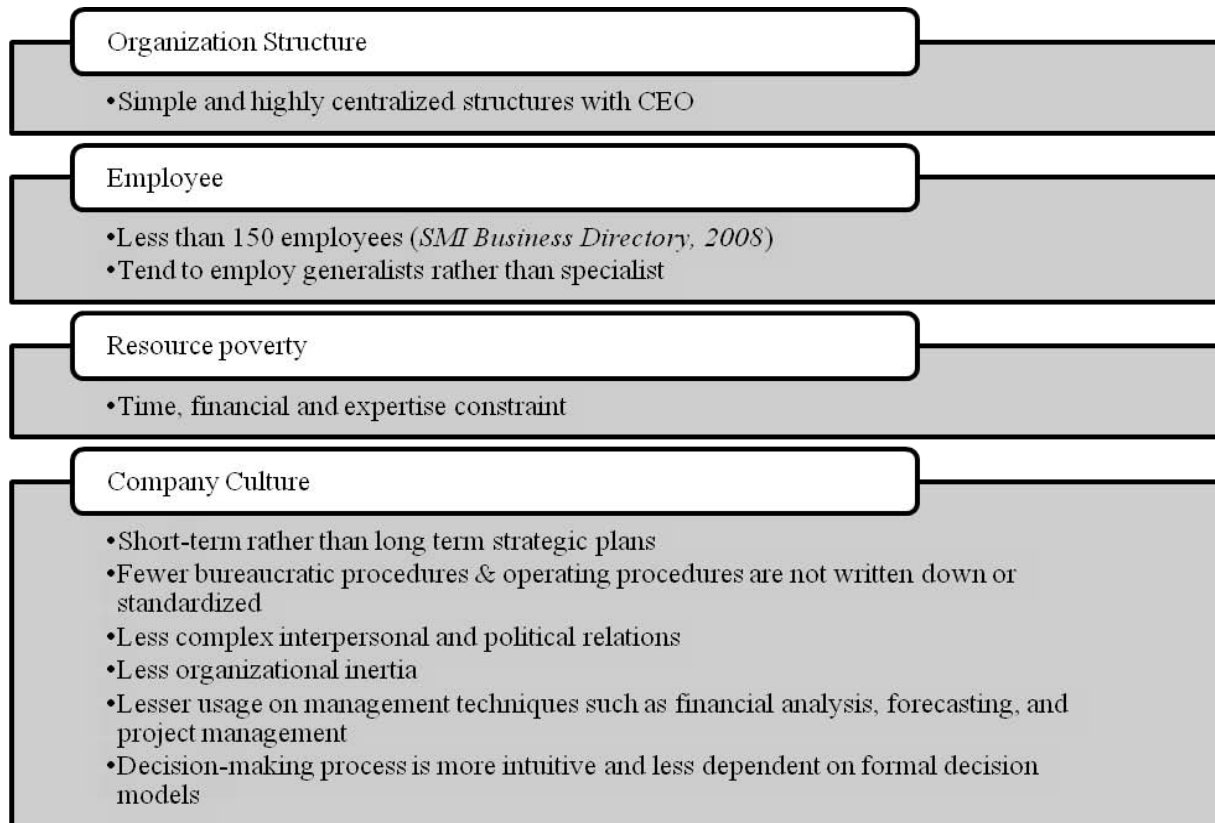 Organization Structure
•Simple and highly centralized structures with CEO
Employee
•Less than 150 employees (SMI Business Directory, 2008)
•Tend to employ generalists rather than specialist
Resource poverty
•Time, financial and expertise constraint
Company Culture
•Short-term rather than long term strategic plans
•Fewer bureaucratic procedures & operating procedures are not written down or
standardized
•Less complex interpersonal and political relations
•Less organizational inertia
•Lesser usage on management techniques such as financial analysis, forecasting, and
project management
•Decision-making process is more intuitive and less dependent on formal decision
models